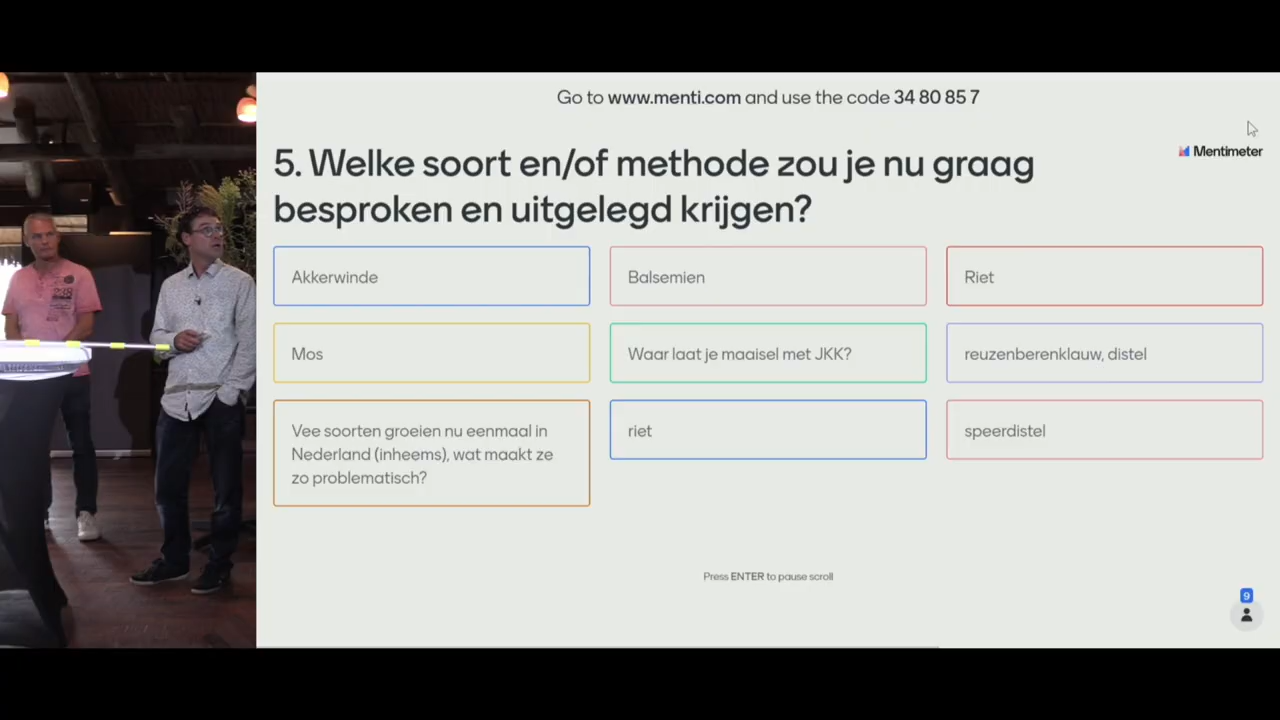 Go to www.menti.com and use the code 34 80 85 7
Mentimeter
5. Welke soort en/of methode zou je nu graag
besproken en uitgelegd krijgen?
Akkerwinde
Balsemien
Riet
Mos
Waar laat je maaisel met JKK?
reuzenberenklauw, distel
Vee soorten groeien nu eenmaal in
Nederland (inheems), wat maakt ze
zo problematisch?
riet
speerdistel
Press ENTER to pause scroll
9